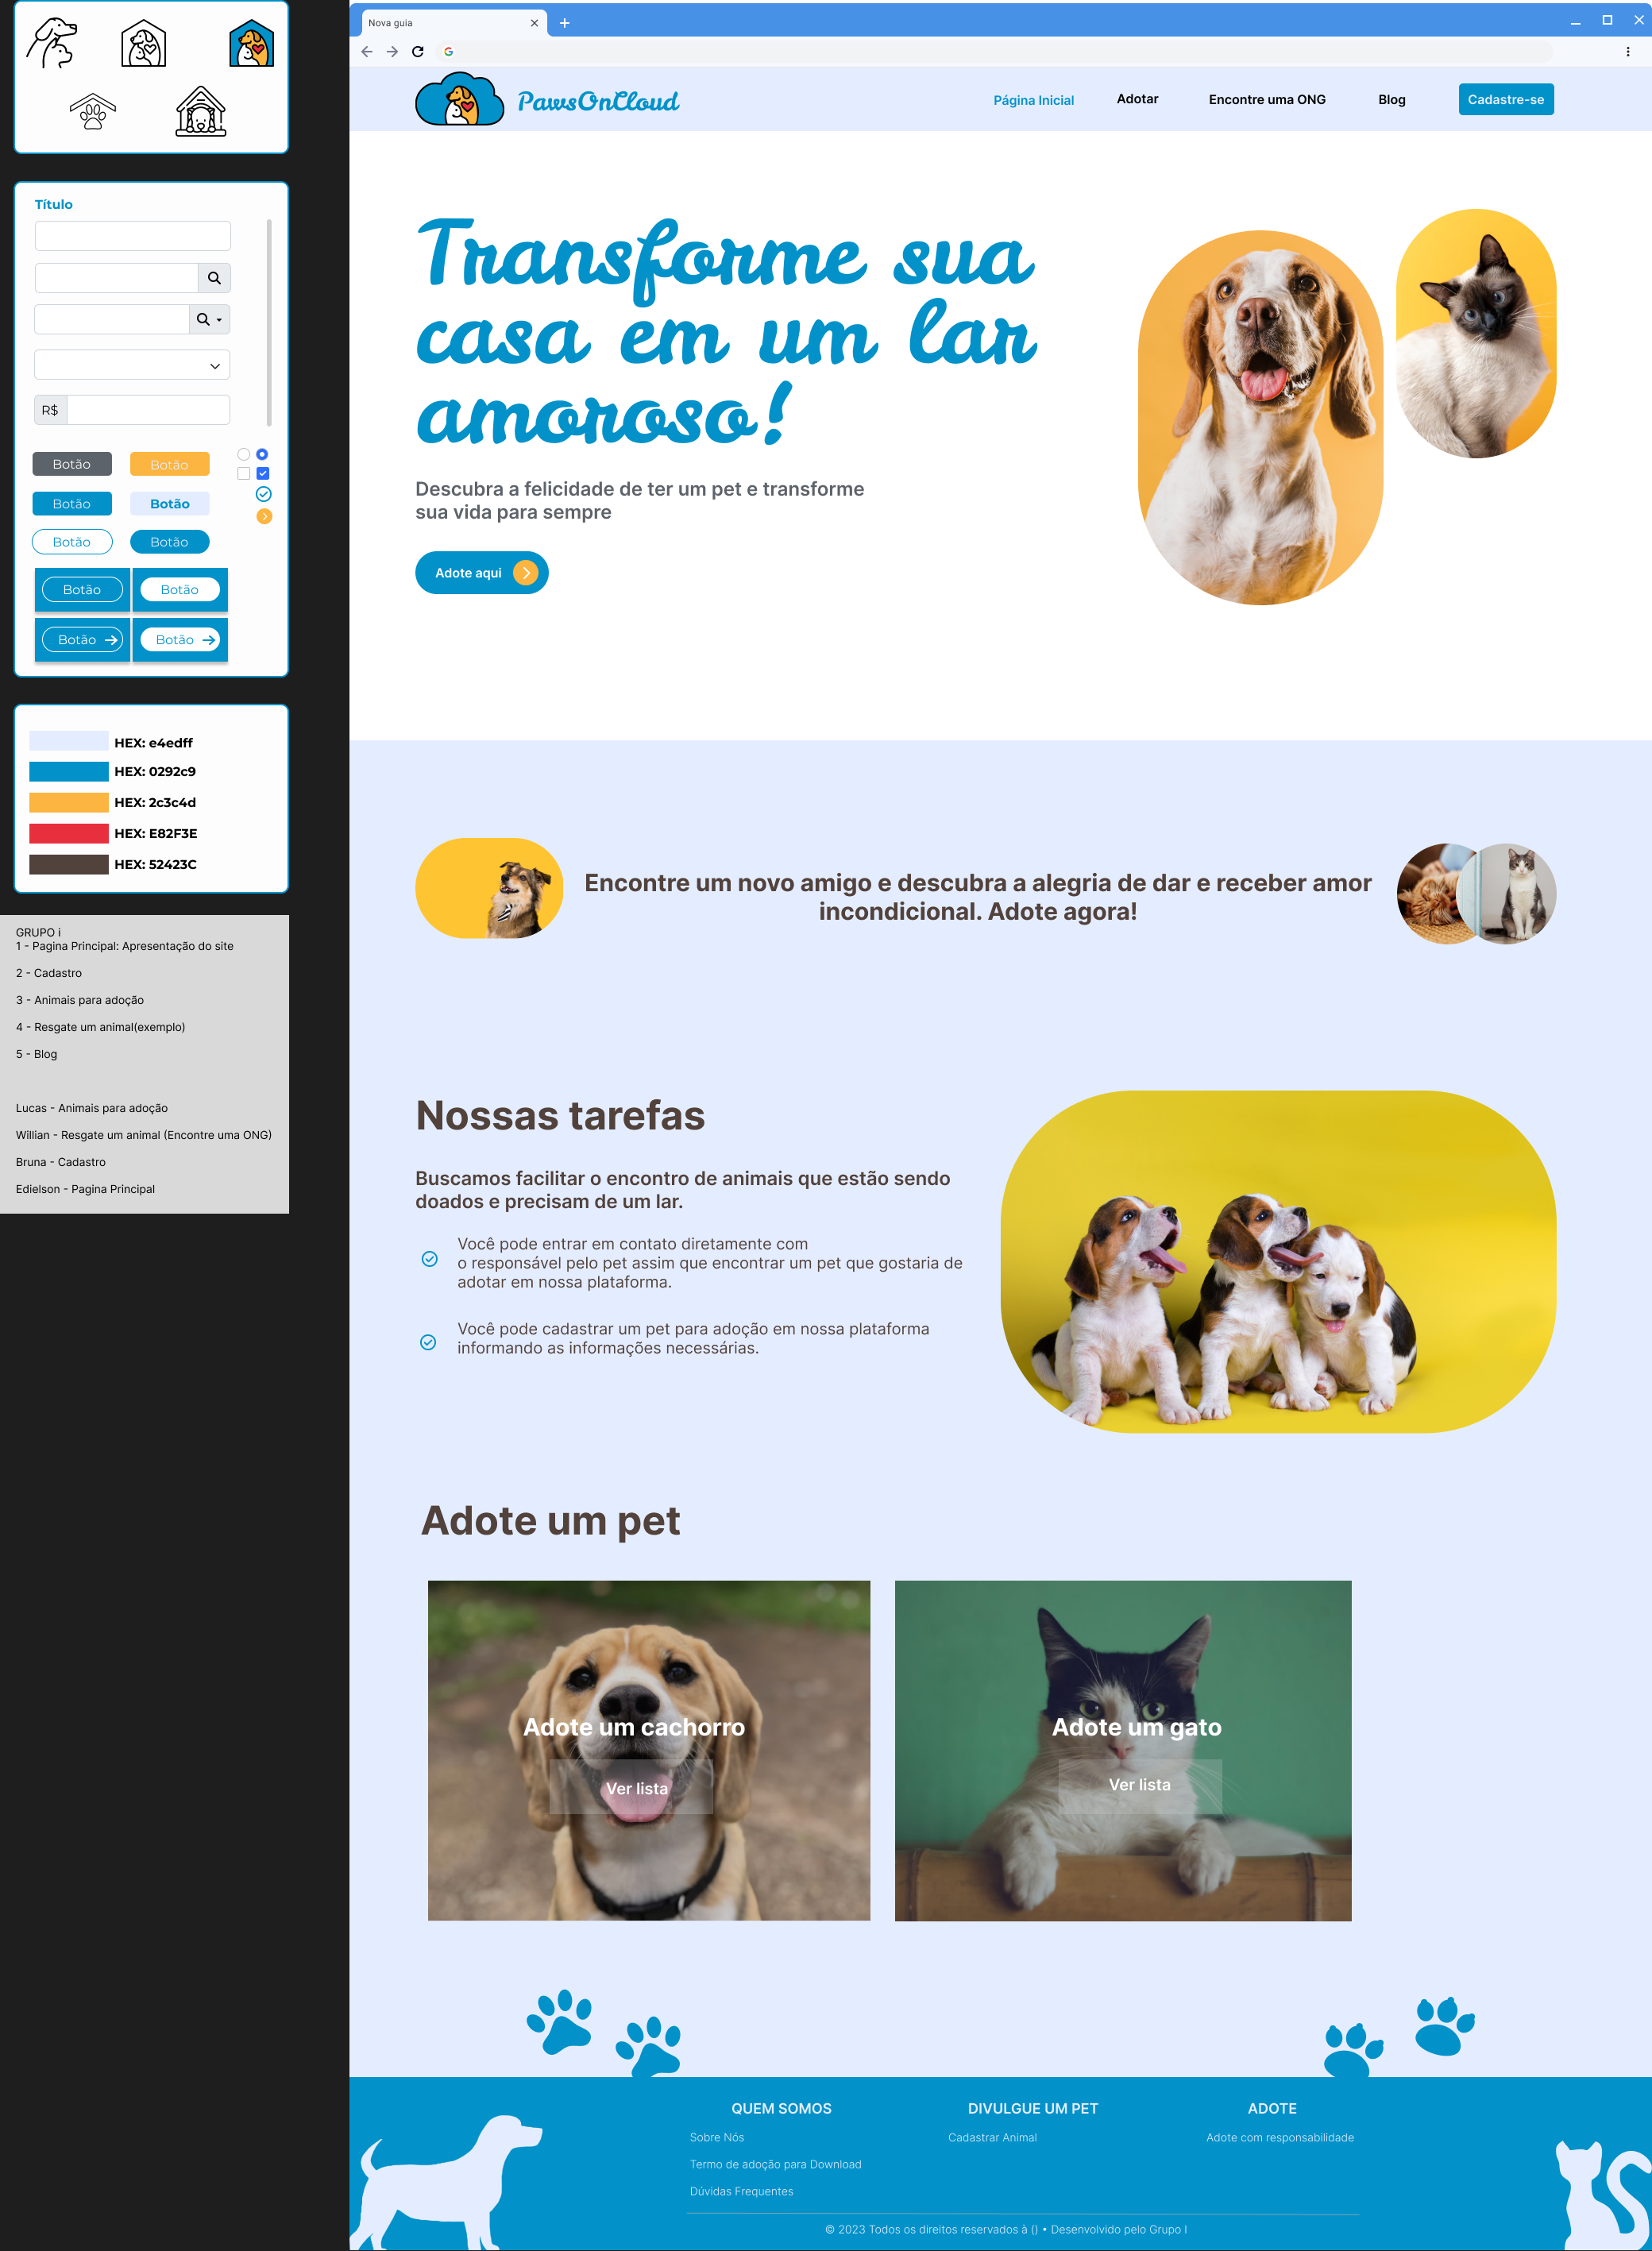 Título
R$
Botão
Botão
Botão
Botão
Botão
Botão
Botão
Botão
Botão
Botão
HEX: e4edff
HEX: 0292c9
HEX: 2c3c4d
HEX: E82F3E
HEX: 52423C
GRUPO i
1 - Pagina Principal: Apresentação do site
2 - Cadastro
3 - Animais para adoção
4 - Resgate um animal(exemplo)
5 - Blog
Lucas - Animais para adoção
Willian - Resgate um animal (Encontre uma ONG)
Bruna - Cadastro
Edielson - Pagina Principal
Nova guia
PawsOnCloud
Página Inicial
Adotar
Encontre uma ONG
Blog
Cadastre-se
Transforme sua
casa em um lar
amoroso!
Descubra a felicidade de ter um pet e transforme
sua vida para sempre
Adote aqui
Encontre um novo amigo e descubra a alegria de dar e receber amor
incondicional. Adote agora!
Nossas tarefas
Buscamos facilitar o encontro de animais que estão sendo
doados e precisam de um lar.
Você pode entrar em contato diretamente com
o responsável pelo pet assim que encontrar um pet que gostaria de
adotar em nossa plataforma.
Você pode cadastrar um pet para adoção em nossa plataforma
informando as informações necessárias.
Adote um pet
Adote um cachorro
Ver lista
Adote um gato
Ver lista
QUEM SOMOS
Sobre Nós
Termo de adoção para Download
Dúvidas Frequentes
DIVULGUE UM PET
Cadastrar Animal
ADOTE
Adote com responsabilidade
© 2023 Todos os direitos reservados à () • Desenvolvido pelo Grupo I